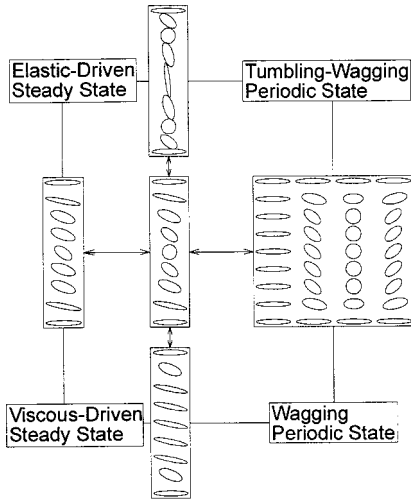 Elastic-Driven
Steady State
Tumbling-Wagging
Periodic State
Viscous-Driven
Steady State
Wagging
Periodic State